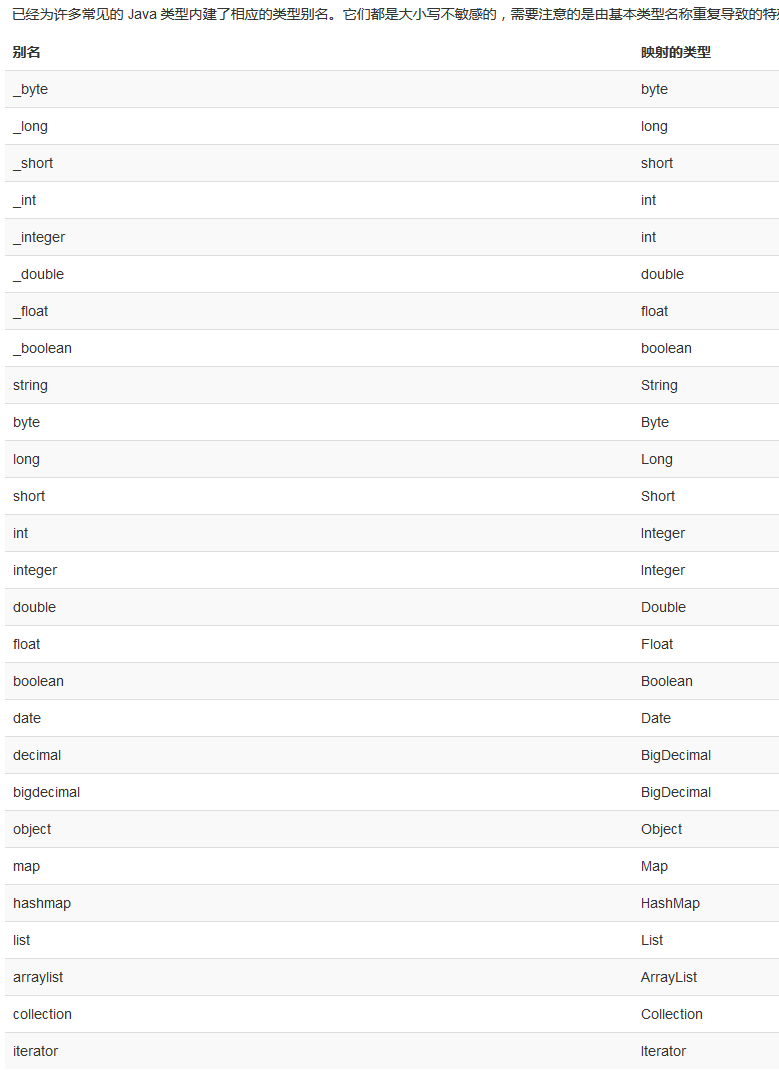 已经为许多常见的 Java 类型内建了相应的类型别名。它们都是大小写不敏感的，需要注意的是由基本类型名称重复导致的特
别名 映射的类型
_byte byte
_long long
_short short
_int int
_integer int
_double double
_float float
_boolean boolean
string String
byte Byte
long Long
short Short
int Integer
integer Integer
double Double
float Float
boolean Boolean
date Date
decimal BigDecimal
bigdecimal BigDecimal
object Object
map Map
hashmap HashMap
list List
arraylist ArrayList
collection Collection
iterator Iterator